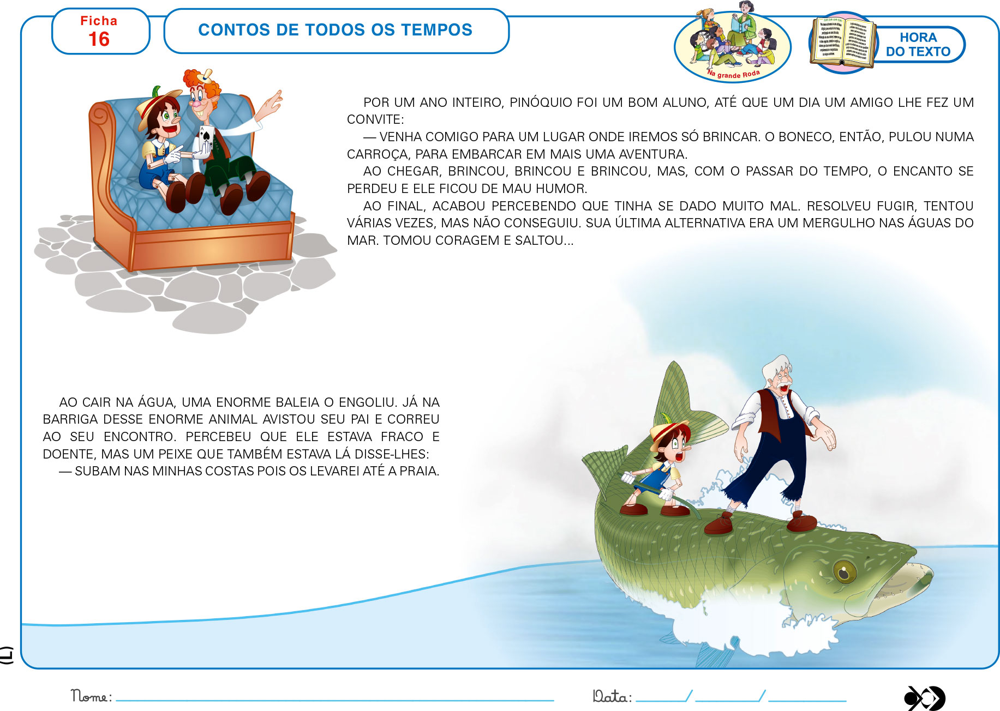 Ficha
16
CONTOS DE TODOS OS TEMPOS
Na grande Roda
HORA
DO TEXTO
POR UM ANO INTEIRO, PINÓQUIO FOI UM BOM ALUNO, ATÉ QUE UM DIA UM AMIGO LHE FEZ UM
CONVITE:
— VENHA COMIGO PARA UM LUGAR ONDE IREMOS SÓ BRINCAR. O BONECO, ENTÃO, PULOU NUMA
CARROÇA, PARA EMBARCAR EM MAIS UMA AVENTURA.
AO CHEGAR, BRINCOU, BRINCOU E BRINCOU, MAS, COM O PASSAR DO TEMPO, O ENCANTO SE
PERDEU E ELE FICOU DE MAU HUMOR.
AO FINAL, ACABOU PERCEBENDO QUE TINHA SE DADO MUITO MAL. RESOLVEU FUGIR, TENTOU
VÁRIAS VEZES, MAS NÃO CONSEGUIU. SUA ÚLTIMA ALTERNATIVA ERA UM MERGULHO NAS ÁGUAS DO
MAR. TOMOU CORAGEM E SALTOU...
A
AO CAIR NA ÁGUA, UMA ENORME BALEIA O ENGOLIU. JÁ NA
BARRIGA DESSE ENORME ANIMAL AVISTOU SEU PAI E CORREU
AO SEU ENCONTRO. PERCEBEU QUE ELE ESTAVA FRACO E
DOENTE, MAS UM PEIXE QUE TAMBÉM ESTAVA LÁ DISSE-LHES:
— SUBAM NAS MINHAS COSTAS POIS OS LEVAREI ATÉ A PRAIA.
(L)
Nome:
Data: / /